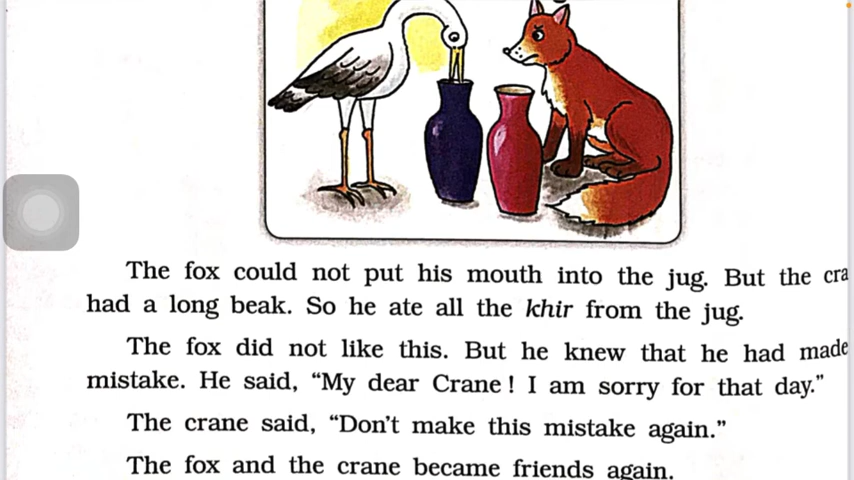 The fox could not put his mouth into the jug. But the
had a long beak. So he ate all the khir from the jug.
The fox did not like this. But he knew that he had made
mistake. He said, “My dear Crane ! I am sorry for that day.”
The crane said, “Don’t make this mistake again.”
The fox and the crane became friends again.